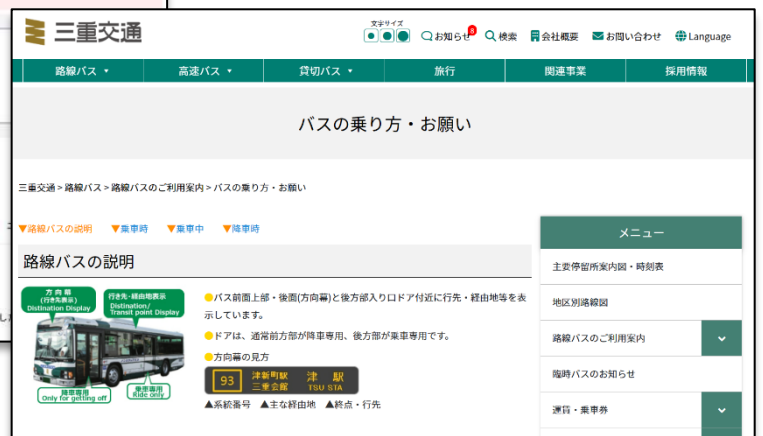 三重交通
文字サイズ
お知らせ
8
検索
会社概要
お問い合わせ
Language
路線バス ▼
高速バス ▼
貸切バス ▼
旅行
関連事業
採用情報
バスの乗り方・お願い
三重交通 > 路線バス > 路線バスのご利用案内 > バスの乗り方・お願い
▼路線バスの説明 ▼乗車時 ▼乗車中 ▼降車時
路線バスの説明
方向幕
(行き先表示)
Distination Display
行き先・経由地表示
Distination/
Transit point Display
降車専用
Only for getting off
乗車専用
Ride only
●バス前面上部・後面(方向幕)と後方部入り口ドア付近に行先・経由地等を表
示しています。
●ドアは、通常前方部が降車専用、後方部が乗車専用です。
●方向幕の見方
93 津新町駅 三重会館 津駅 TSU STA
▲系統番号 ▲主な経由地 ▲終点・行先
メニュー
主要停留所案内図・時刻表
地区別路線図
路線バスのご利用案内
臨時バスのお知らせ
運賃・乗車券